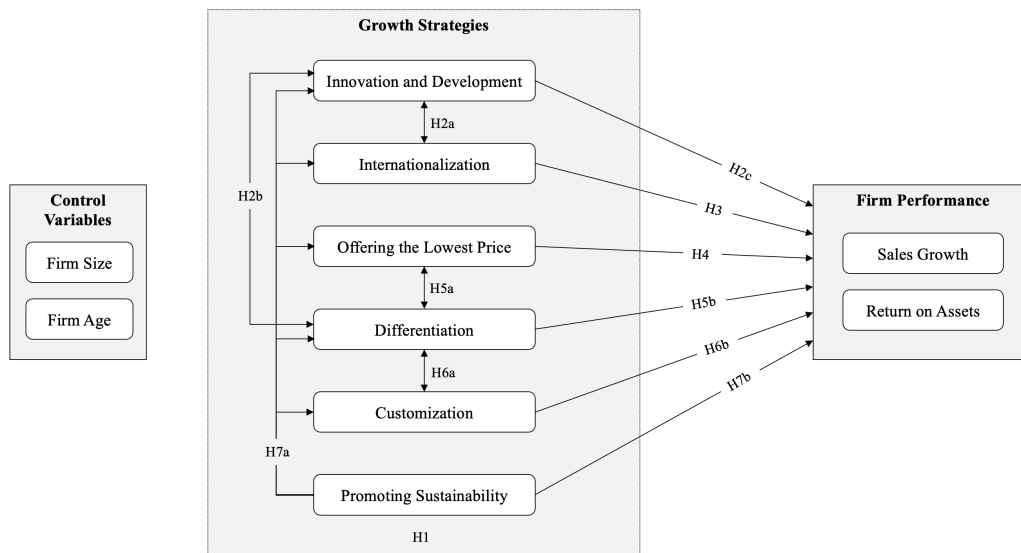 Growth Strategies
Innovation and Development
H2a
Internationalization
H2b
H2c
H3
Control
Variables
Firm Size
Firm Age
Offering the Lowest Price
H4
H5a
Differentiation
H5b
H6a
Customization
H6b
H7a
H7b
Promoting Sustainability
H1
Firm Performance
Sales Growth
Return on Assets